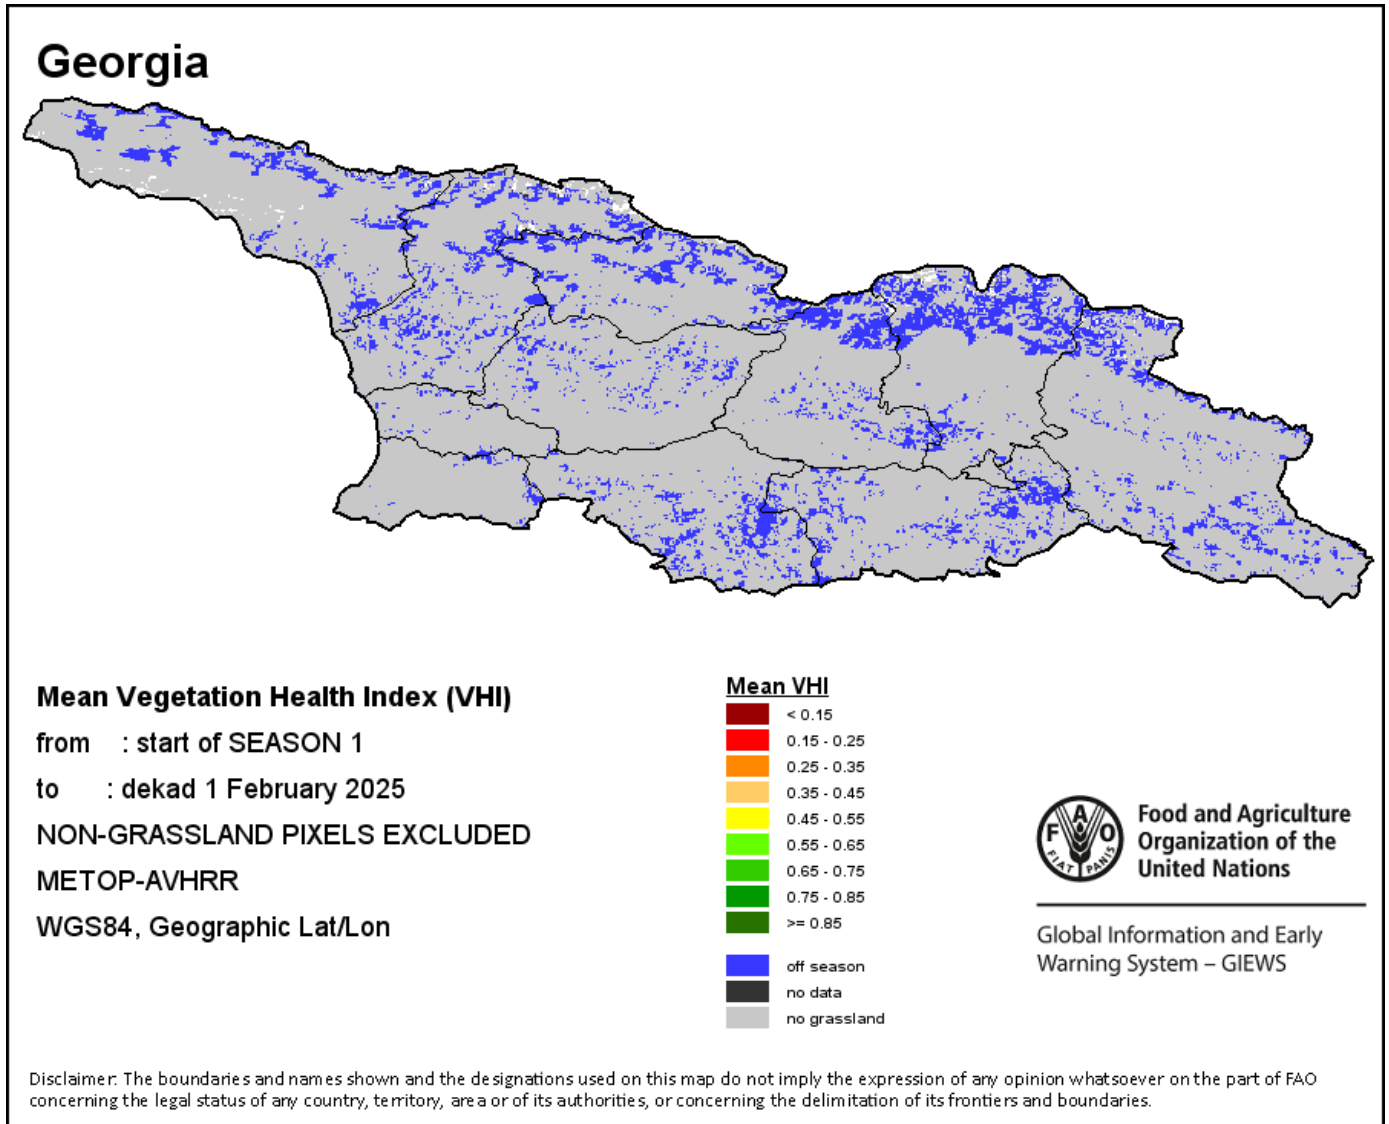 Georgia
Mean Vegetation Health Index (VHI)
from : start of SEASON 1
to : dekad 1 February 2025
NON-GRASSLAND PIXELS EXCLUDED
METOP-AVHRR
WGS84, Geographic Lat/Lon
Mean VHI
< 0.15
0.15 - 0.25
0.25 - 0.35
0.35 - 0.45
0.45 - 0.55
0.55 - 0.65
0.65 - 0.75
0.75 - 0.85
>= 0.85
off season
no data
no grassland
F A O
FIAT PANIS
Food and Agriculture
Organization of the
United Nations
Global Information and Early
Warning System – GIEWS
Disclaimer: The boundaries and names shown and the designations used on this map do not imply the expression of any opinion whatsoever on the part of FAO
concerning the legal status of any country, territory, area or of its authorities, or concerning the delimitation of its frontiers and boundaries.